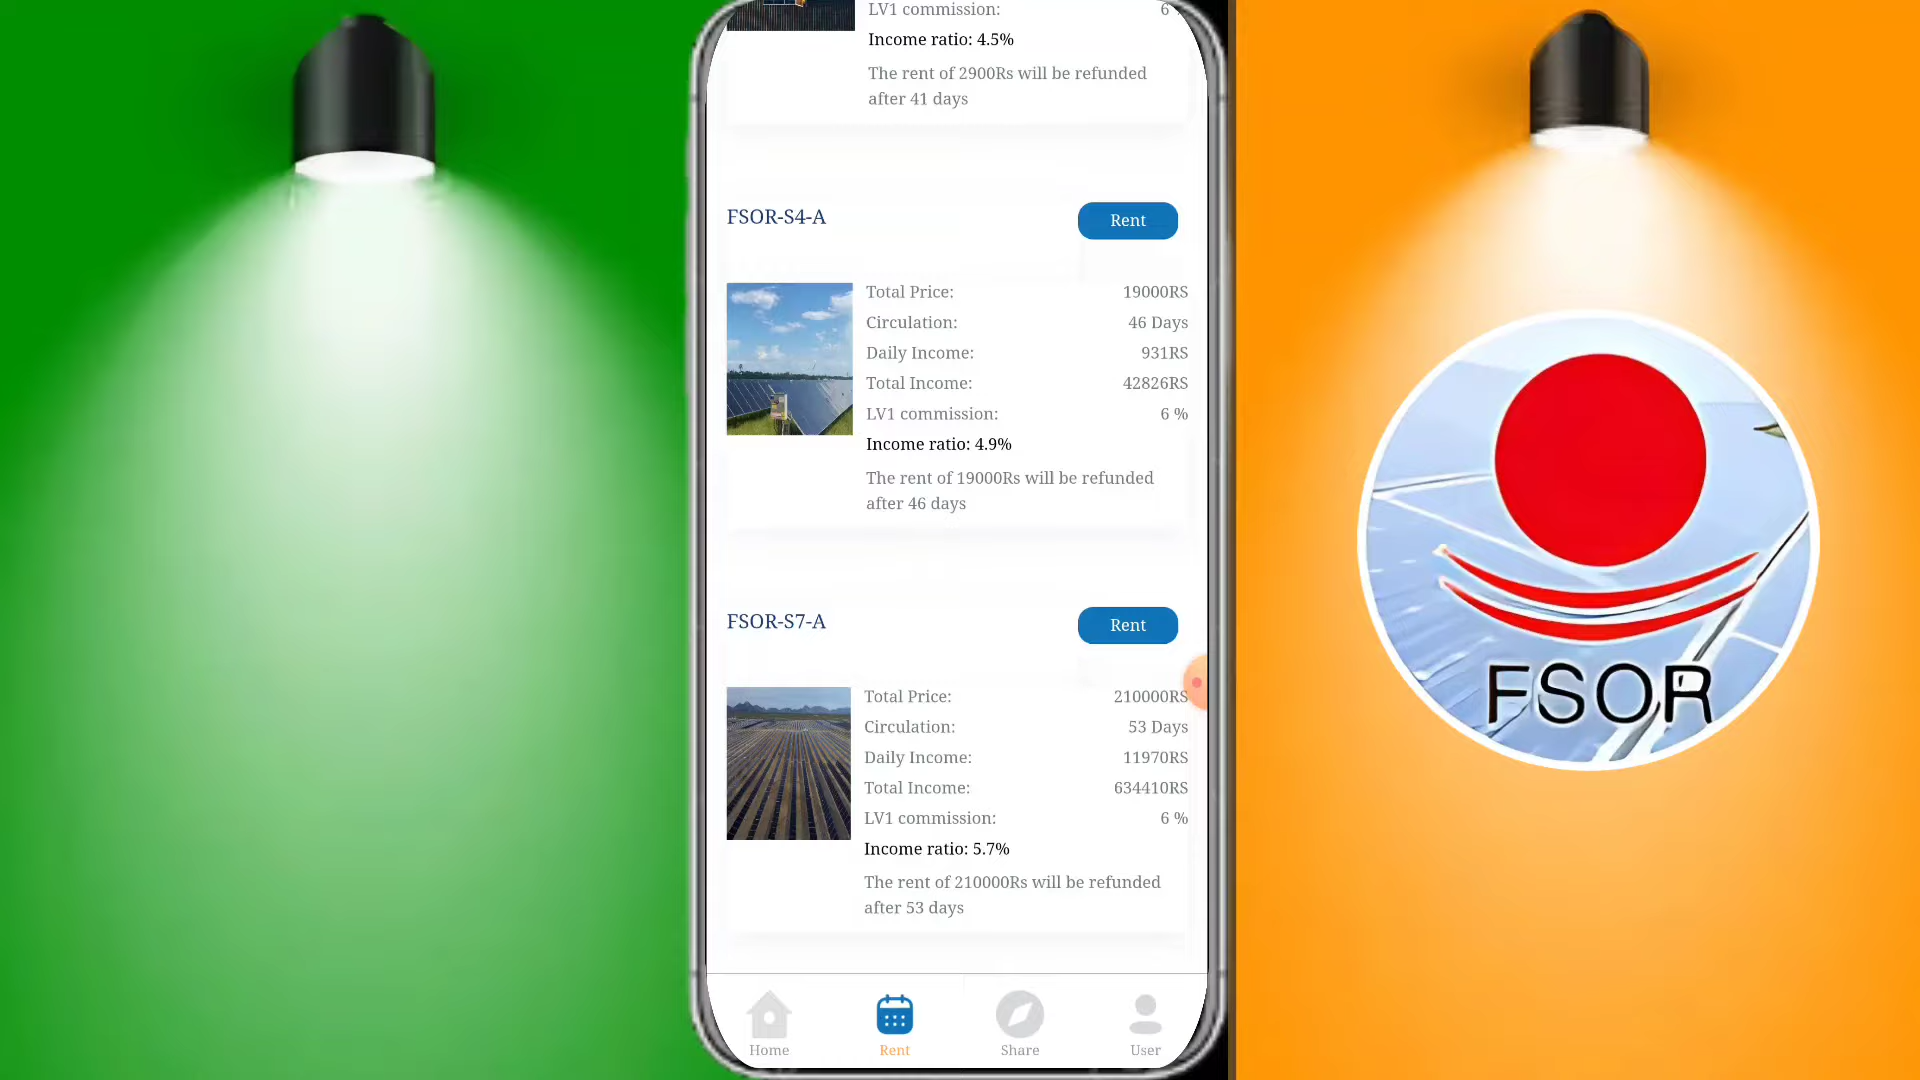 LV1 commission: 6 %
Income ratio: 4.5%
The rent of 2900Rs will be refunded
after 41 days
FSOR-S4-A
Rent
Total Price: 19000RS
Circulation: 46 Days
Daily Income: 931RS
Total Income: 42826RS
LV1 commission: 6 %
Income ratio: 4.9%
The rent of 19000Rs will be refunded
after 46 days
FSOR-S7-A
Rent
Total Price: 210000RS
Circulation: 53 Days
Daily Income: 11970RS
Total Income: 634410RS
LV1 commission: 6 %
Income ratio: 5.7%
The rent of 210000Rs will be refunded
after 53 days
Home
Rent
Share
User
FSOR